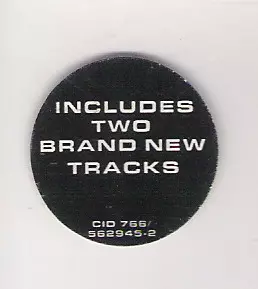 INCLUDES
TWO
BRAND NEW
TRACKS
CID 766/
562945-2